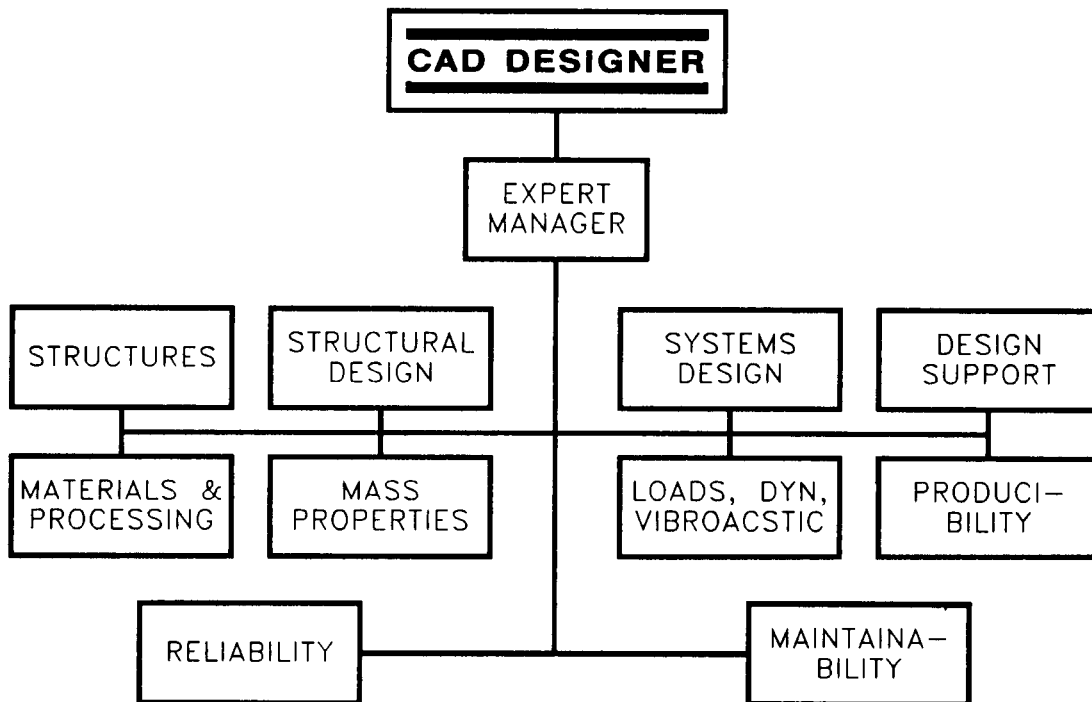 CAD DESIGNER
EXPERT
MANAGER
STRUCTURES
STRUCTURAL
DESIGN
SYSTEMS
DESIGN
DESIGN
SUPPORT
MATERIALS &
PROCESSING
MASS
PROPERTIES
LOADS, DYN,
VIBROACSTIC
PRODUCI–
BILITY
RELIABILITY
MAINTAINA–
BILITY